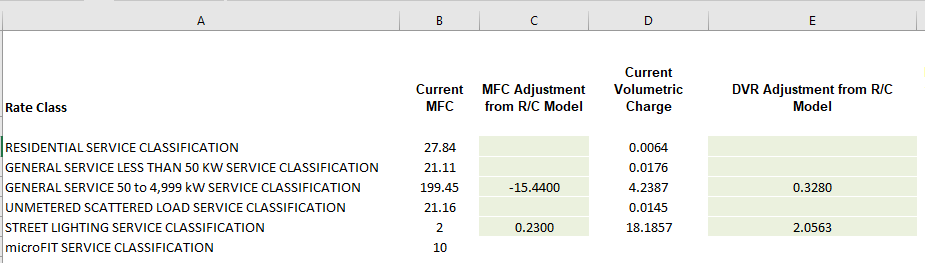 A B C D E
Current
Current MFC Adjustment Volumetric DVR Adjustment from R/C
Rate Class MFC from R/C Model Charge Model
RESIDENTIAL SERVICE CLASSIFICATION 27.84 0.0064
GENERAL SERVICE LESS THAN 50 KW SERVICE CLASSIFICATION 21.11 0.0176
GENERAL SERVICE 50 to 4,999 kW SERVICE CLASSIFICATION 199.45 -15.4400 4.2387 0.3280
UNMETERED SCATTERED LOAD SERVICE CLASSIFICATION 21.16 0.0145
STREET LIGHTING SERVICE CLASSIFICATION 2 0.2300 18.1857 2.0563
microFIT SERVICE CLASSIFICATION 10